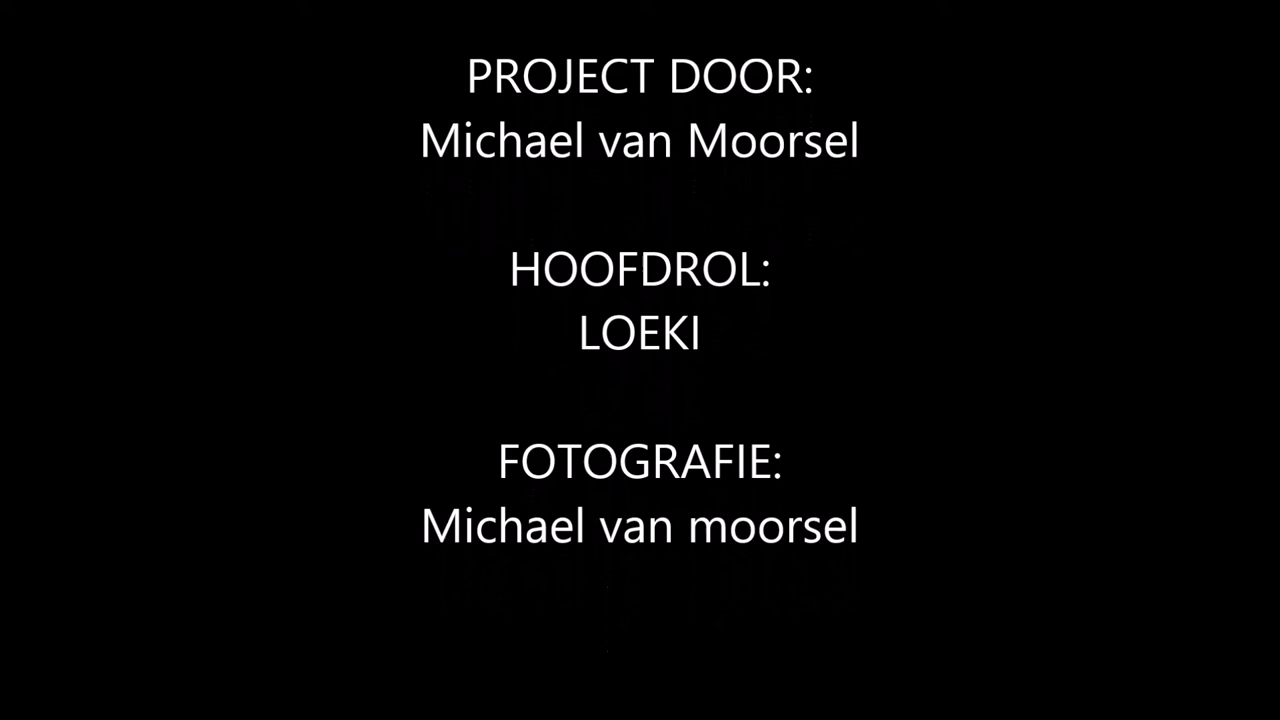 PROJECT DOOR:
Michael van Moorsel
HOOFDROL:
LOEKI
FOTOGRAFIE:
Michael van moorsel